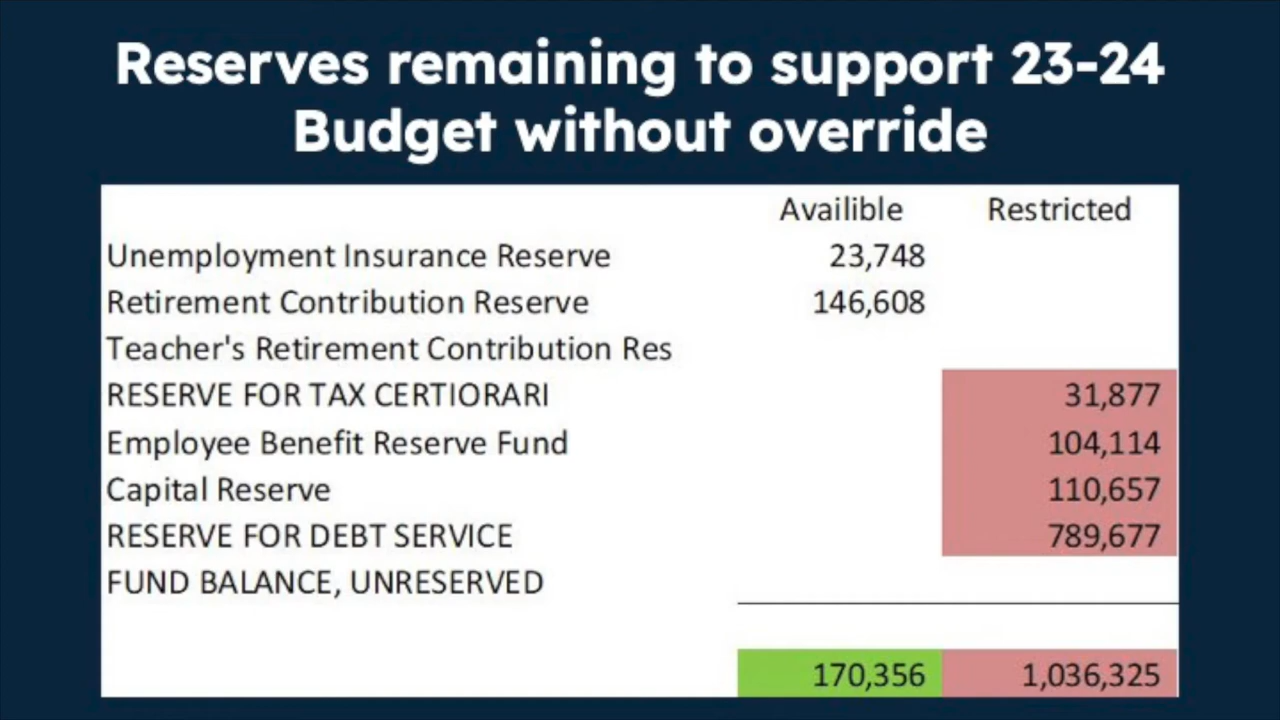 Reserves remaining to support 23-24
Budget without override
Availible Restricted
Unemployment Insurance Reserve 23,748
Retirement Contribution Reserve 146,608
Teacher's Retirement Contribution Res
RESERVE FOR TAX CERTIORARI 31,877
Employee Benefit Reserve Fund 104,114
Capital Reserve 110,657
RESERVE FOR DEBT SERVICE 789,677
FUND BALANCE, UNRESERVED
170,356 1,036,325